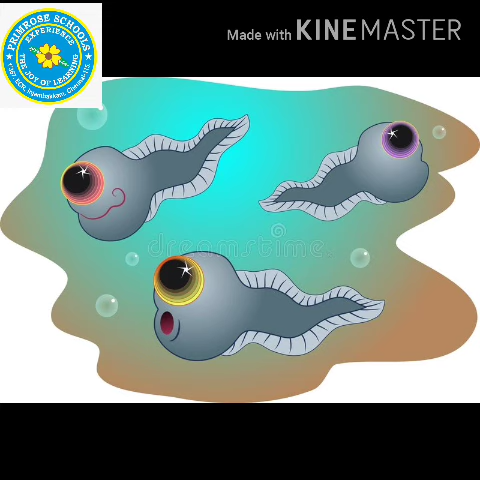 PRIMROSE SCHOOLS
EXPERIENCE
THE JOY OF LEARNING
Made with KINEMASTER
dreamstime